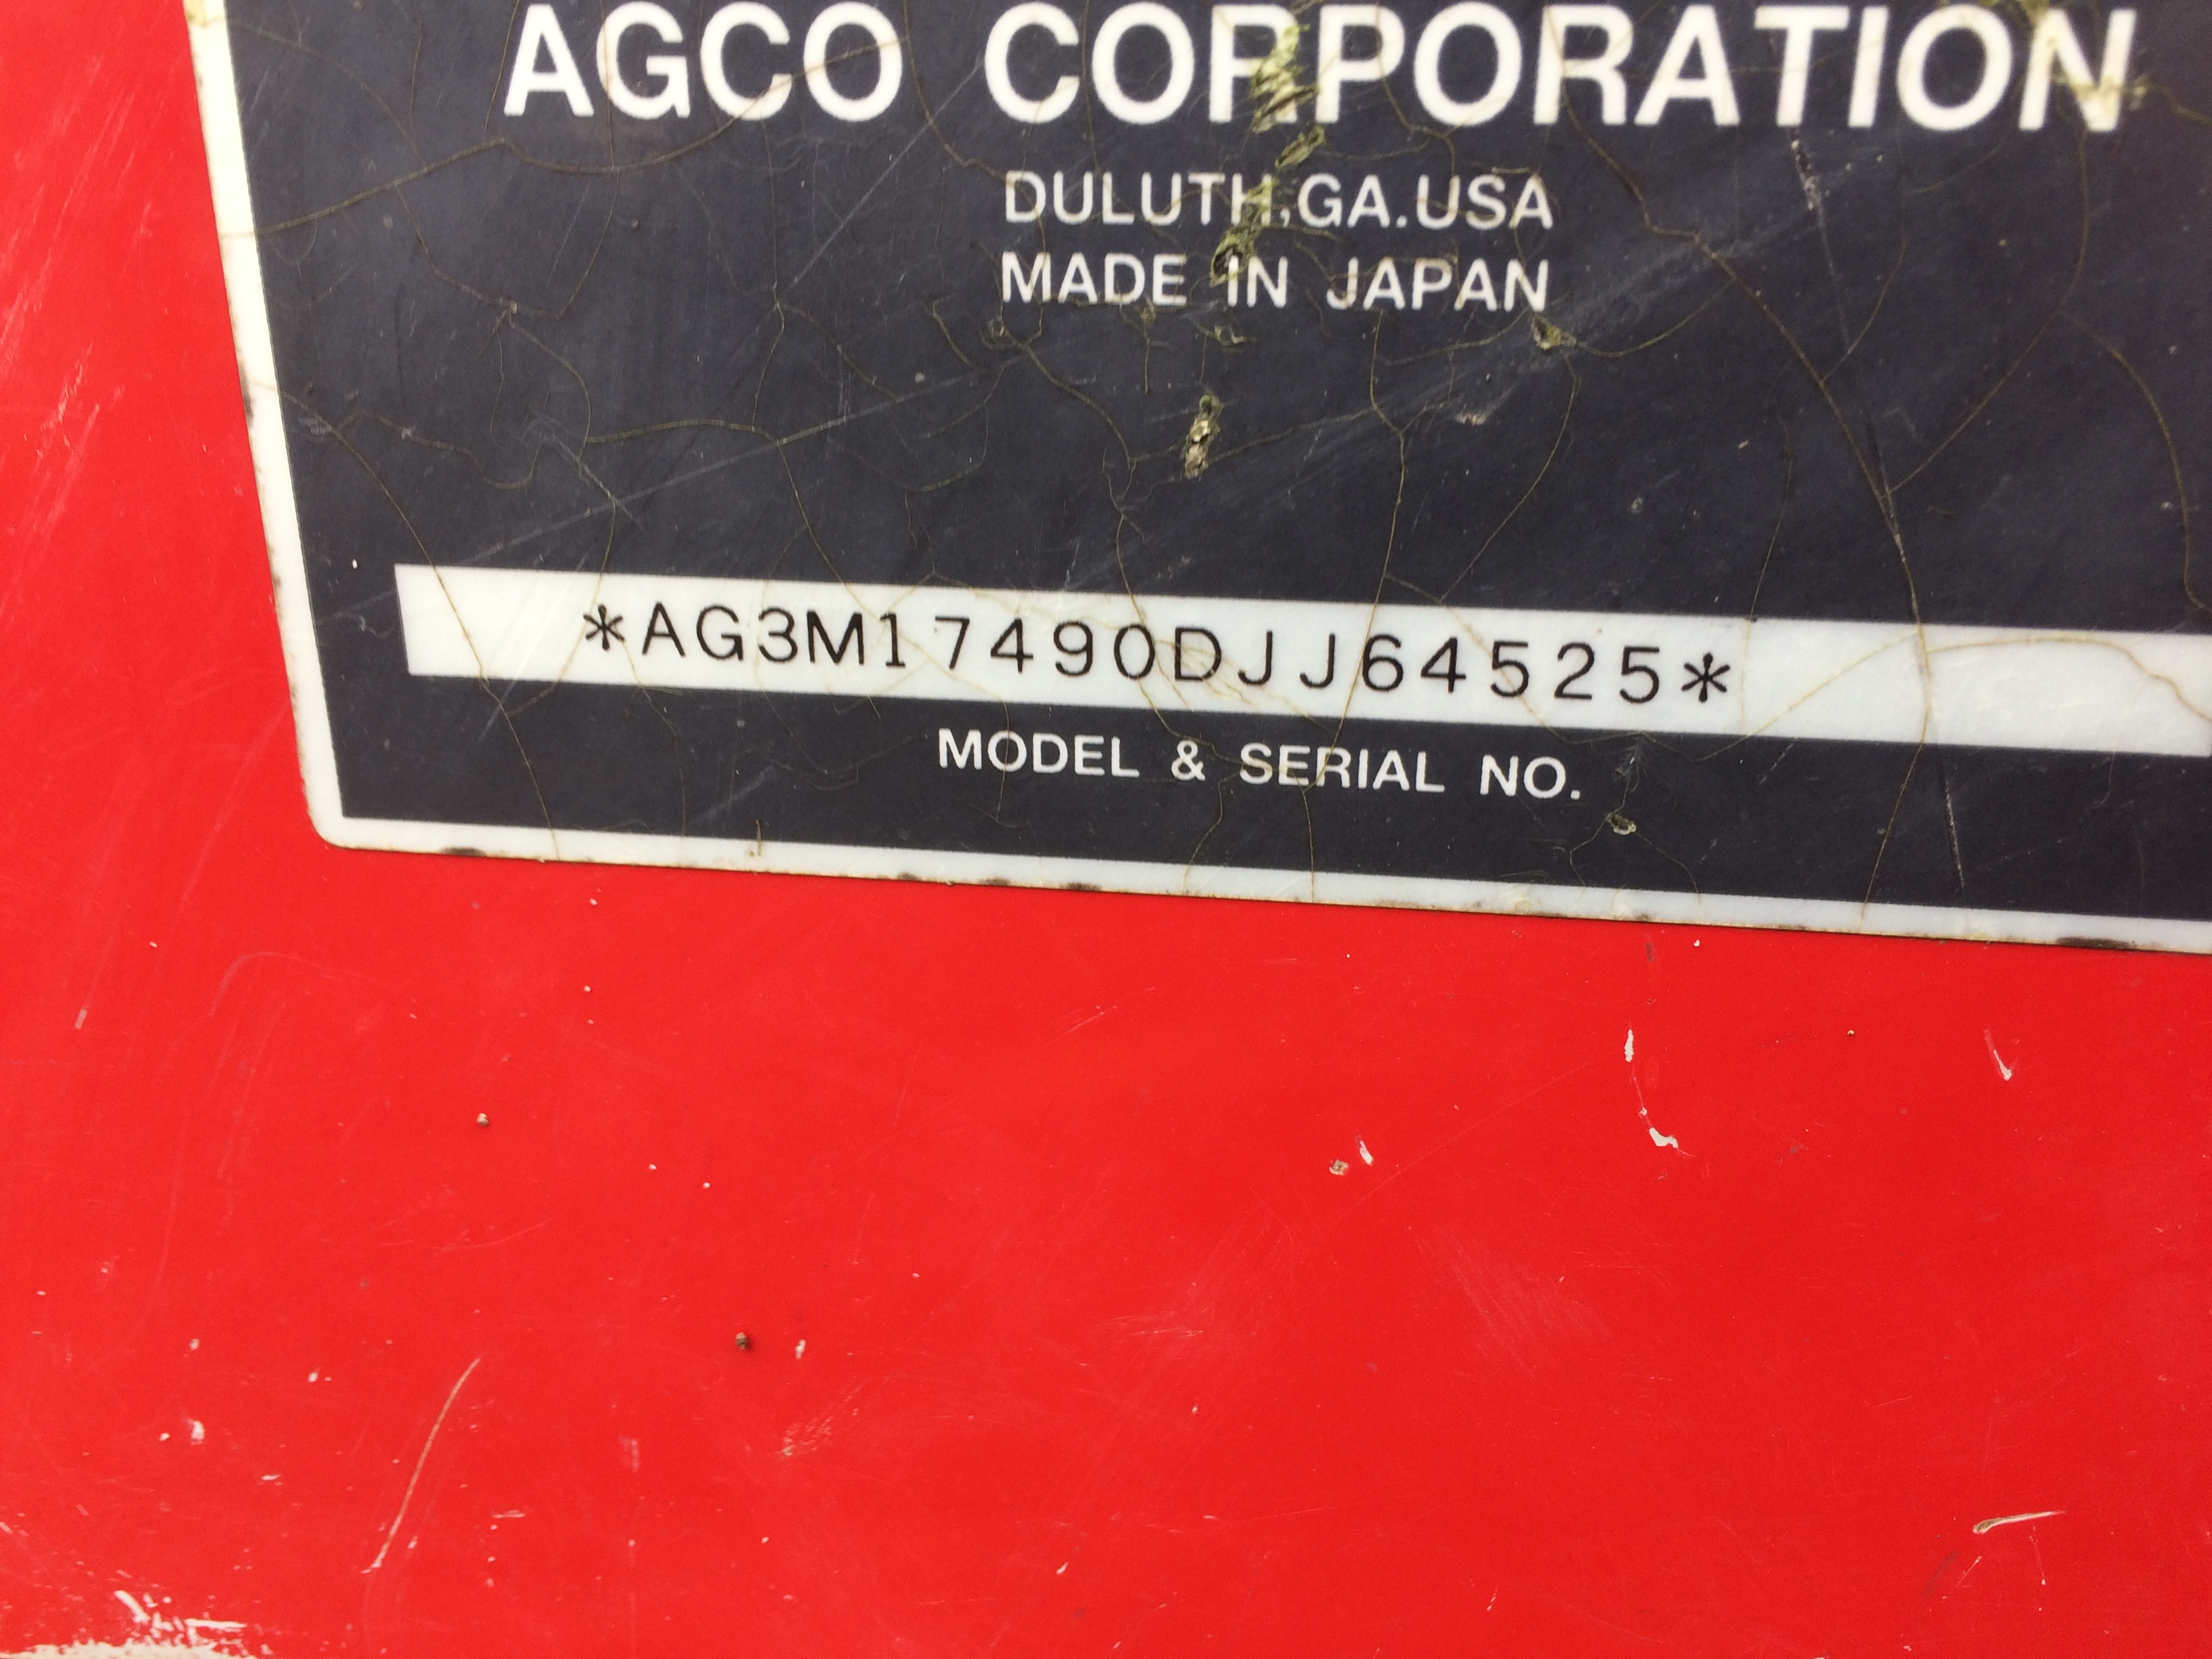 AGCO CORPORATION
DULUTH,GA.USA
MADE IN JAPAN
*AG3M17490DJJ64525*
MODEL & SERIAL NO.